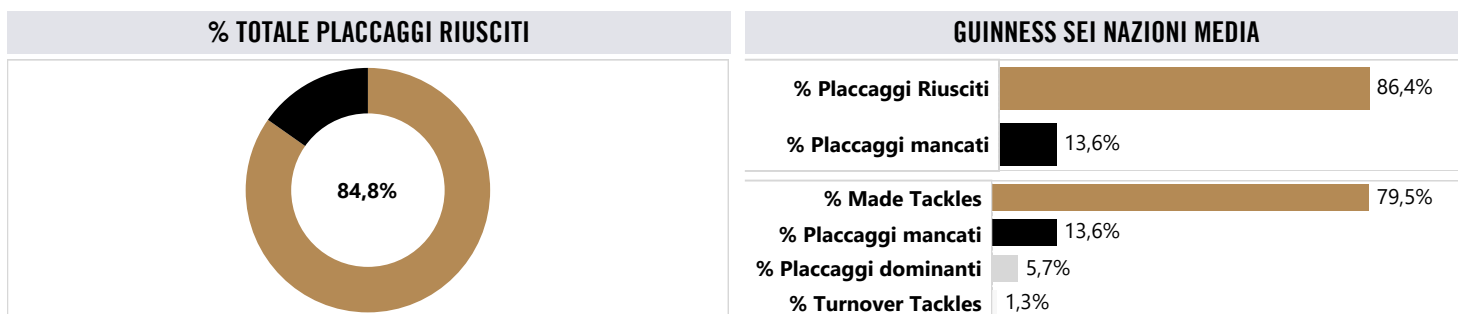 % TOTALE PLACCAGGI RIUSCITI
84,8%
GUINNESS SEI NAZIONI MEDIA
% Placcaggi Riusciti 86,4%
% Placcaggi mancati 13,6%
% Made Tackles 79,5%
% Placcaggi mancati 13,6%
% Placcaggi dominanti 5,7%
% Turnover Tackles 1,3%